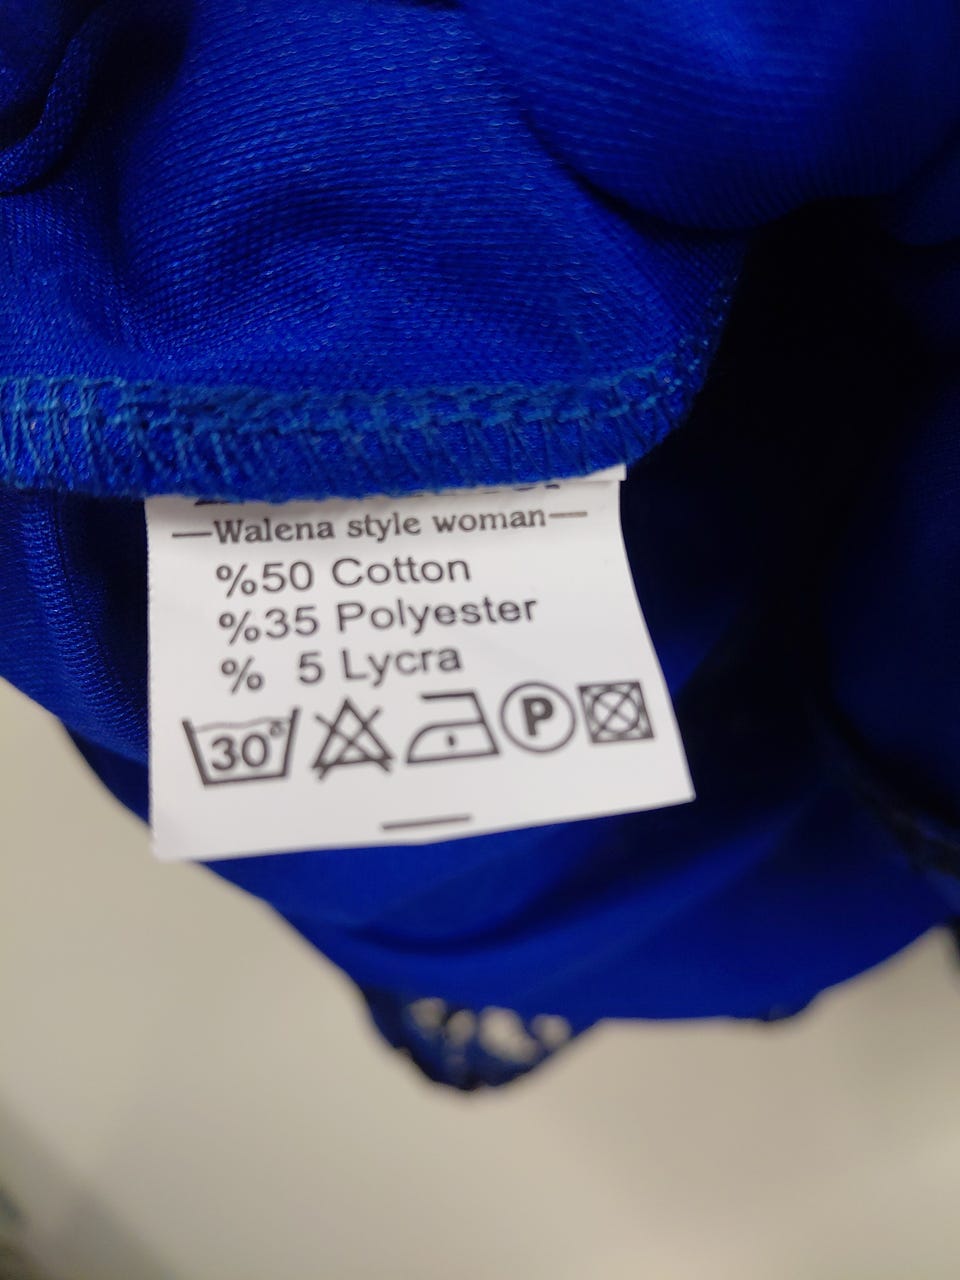 —Walena style woman—
%50 Cotton
%35 Polyester
% 5 Lycra
30° P